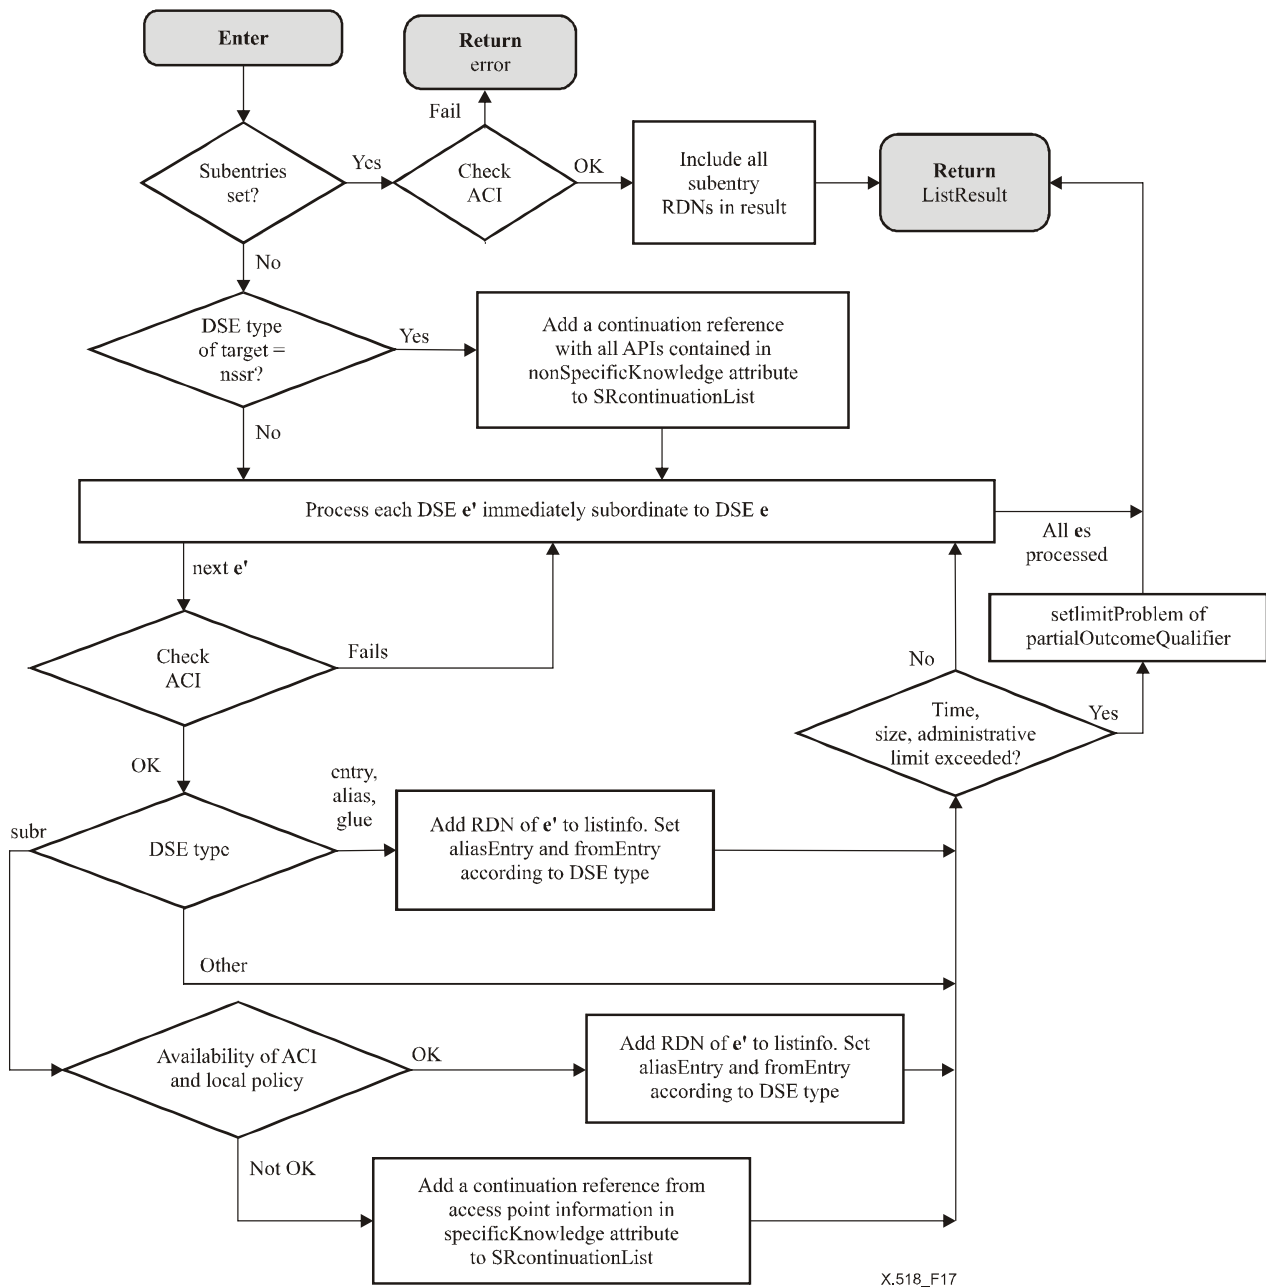 Enter
Return
error
Fail
Subentries
set?
Yes
Check
ACI
OK
Include all
subentry
RDNs in result
Return
ListResult
No
DSE type
of target =
nssr?
Yes
Add a continuation reference
with all APIs contained in
nonSpecificKnowledge attribute
to SRcontinuationList
No
Process each DSE e' immediately subordinate to DSE e
All es
processed
next e'
Check
ACI
Fails
setlimitProblem of
partialOutcomeQualifier
No
Time,
size, administrative
limit exceeded?
Yes
OK
subr
DSE type
entry,
alias,
glue
Add RDN of e' to listinfo. Set
aliasEntry and fromEntry
according to DSE type
Other
Availability of ACI
and local policy
OK
Add RDN of e' to listinfo. Set
aliasEntry and fromEntry
according to DSE type
Not OK
Add a continuation reference from
access point information in
specificKnowledge attribute
to SRcontinuationList
X.518_F17